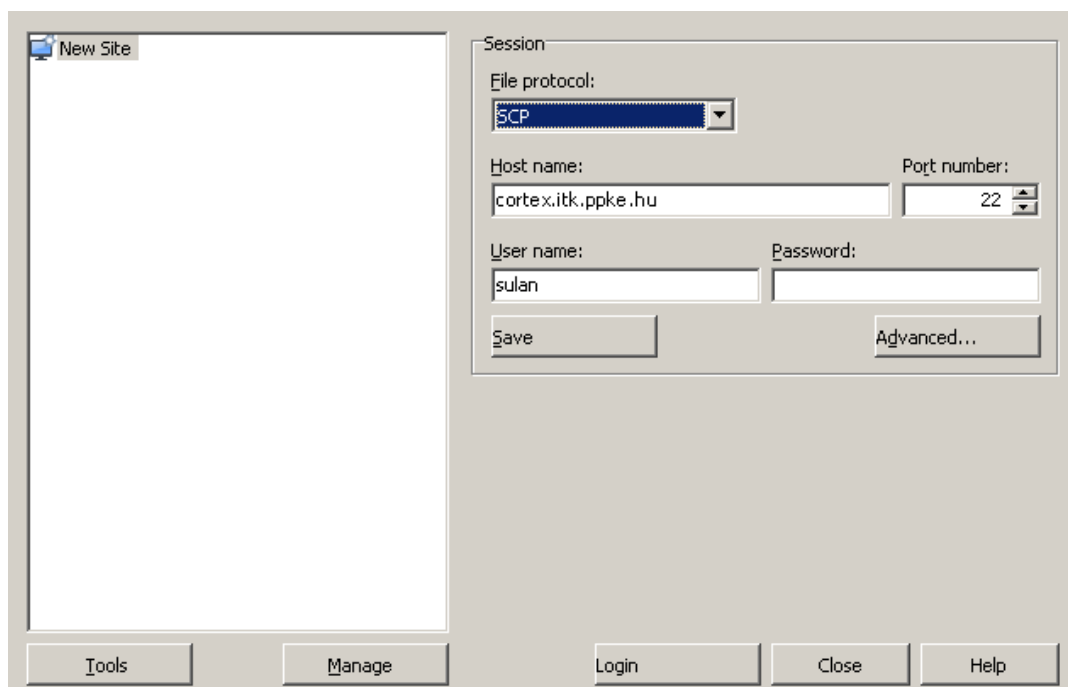 New Site
Session
File protocol:
SCP
Host name:
Port number:
cortex.itk.ppke.hu
22
User name:
Password:
sulan
Save
Advanced...
Tools
Manage
Login
Close
Help